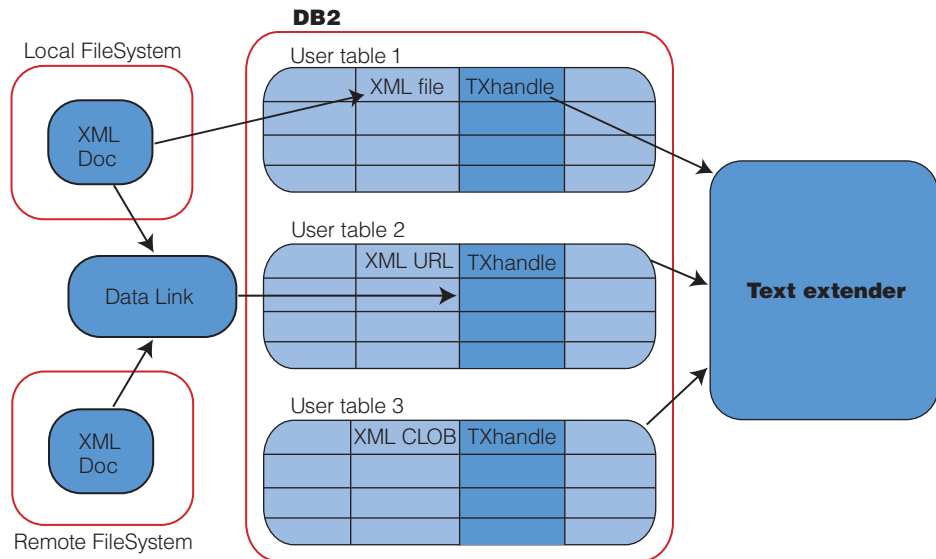 DB2
Local FileSystem
User table 1
XML file
TXhandle
XML
Doc
User table 2
XML URL
TXhandle
Data Link
Text extender
User table 3
XML CLOB
TXhandle
XML
Doc
Remote FileSystem